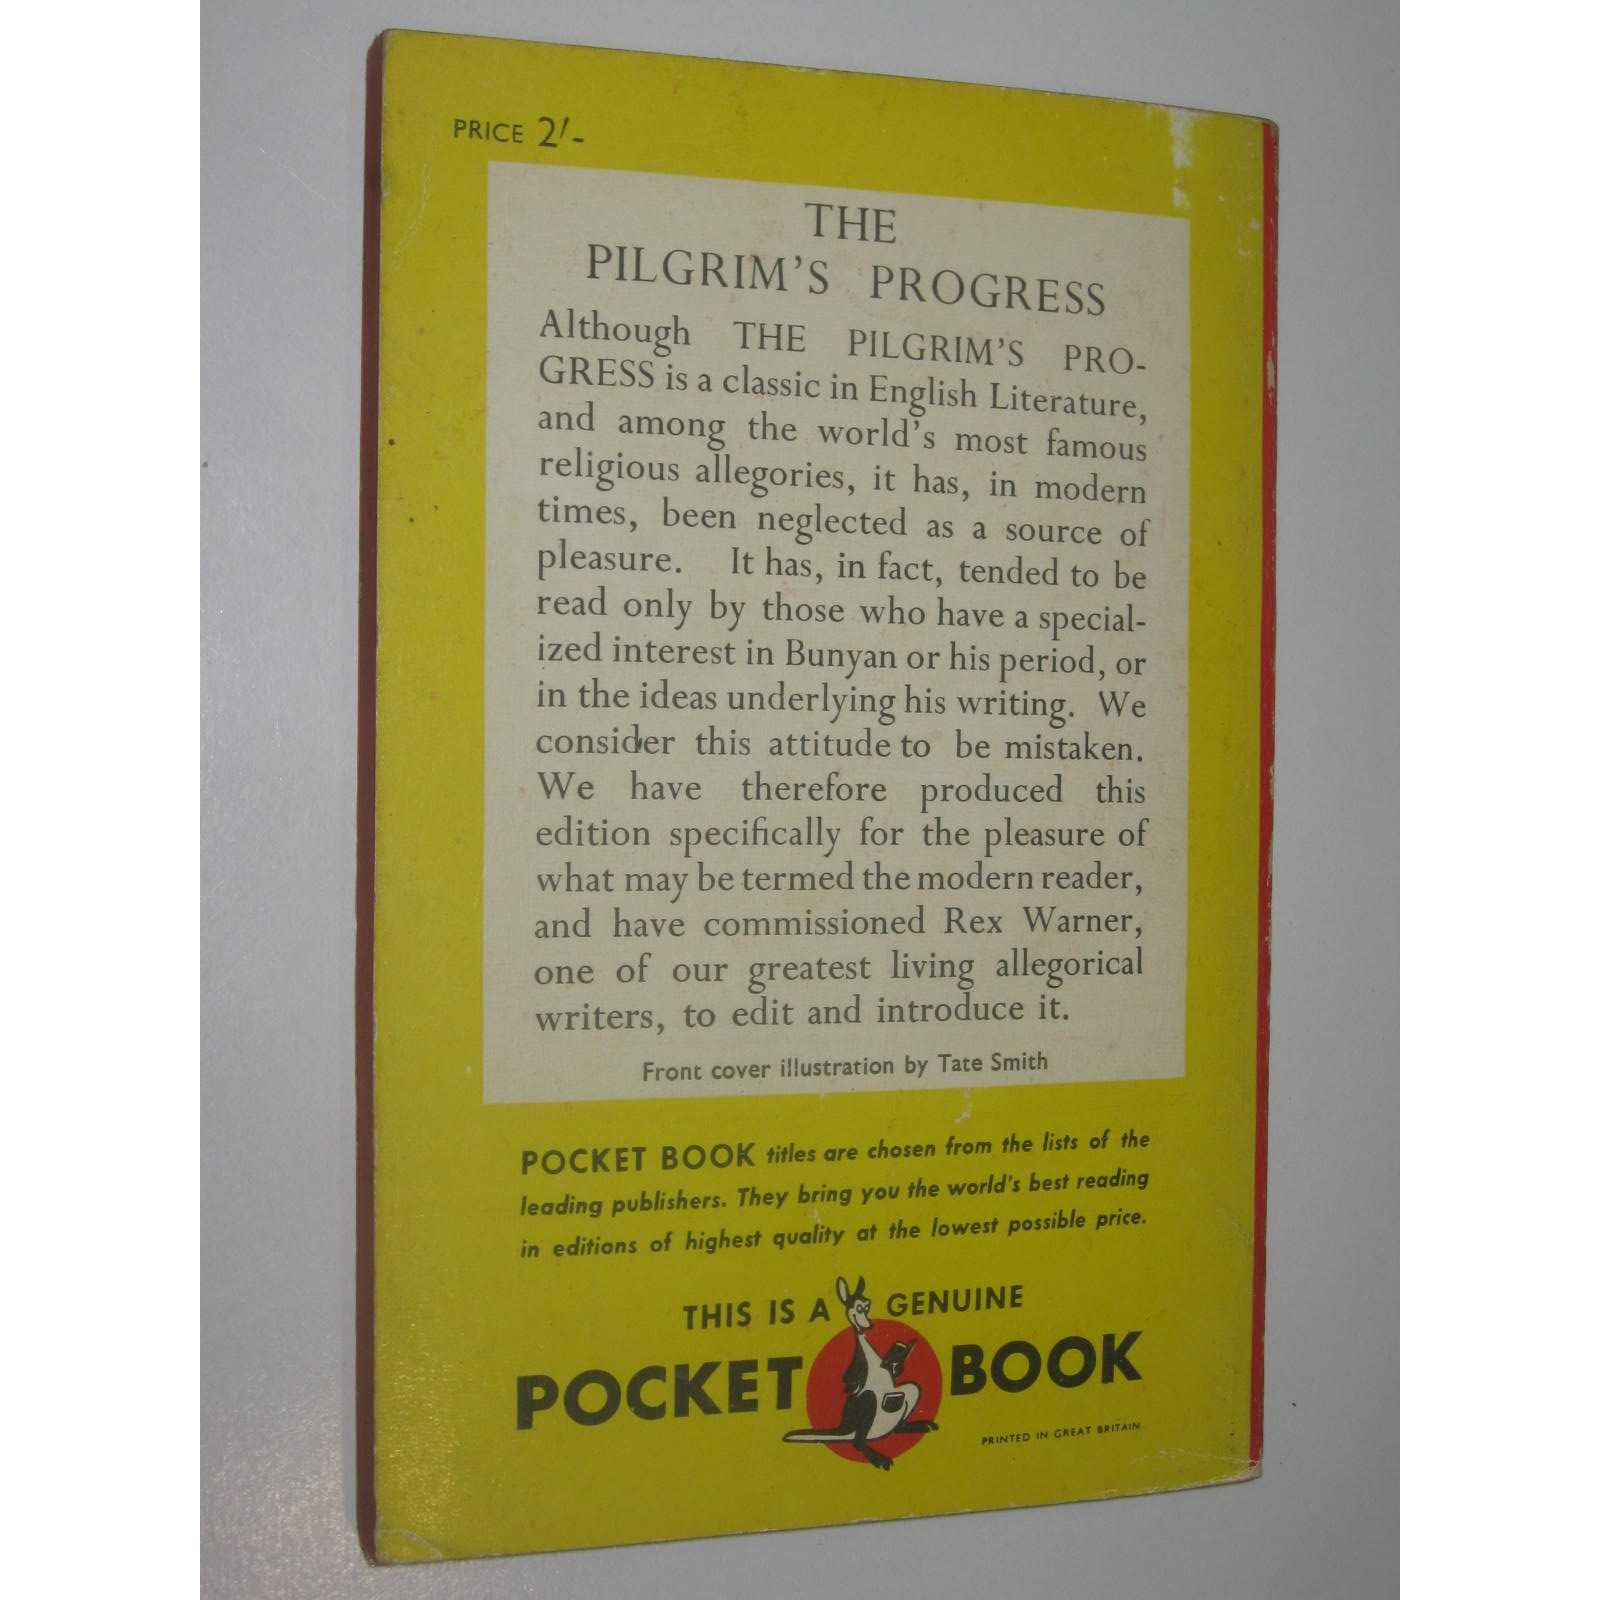 PRICE 2/-
THE
PILGRIM'S PROGRESS
Although THE PILGRIM'S PRO-
GRESS is a classic in English Literature,
and among the world's most famous
religious allegories, it has, in modern
times, been neglected as a source of
pleasure. It has, in fact, tended to be
read only by those who have a special-
ized interest in Bunyan or his period, or
in the ideas underlying his writing. We
consider this attitude to be mistaken.
We have therefore produced this
edition specifically for the pleasure of
what may be termed the modern reader,
and have commissioned Rex Warner,
one of our greatest living allegorical
writers, to edit and introduce it.
Front cover illustration by Tate Smith
POCKET BOOK titles are chosen from the lists of the
leading publishers. They bring you the world's best reading
in editions of highest quality at the lowest possible price.
THIS IS A GENUINE
POCKET BOOK
PRINTED IN GREAT BRITAIN